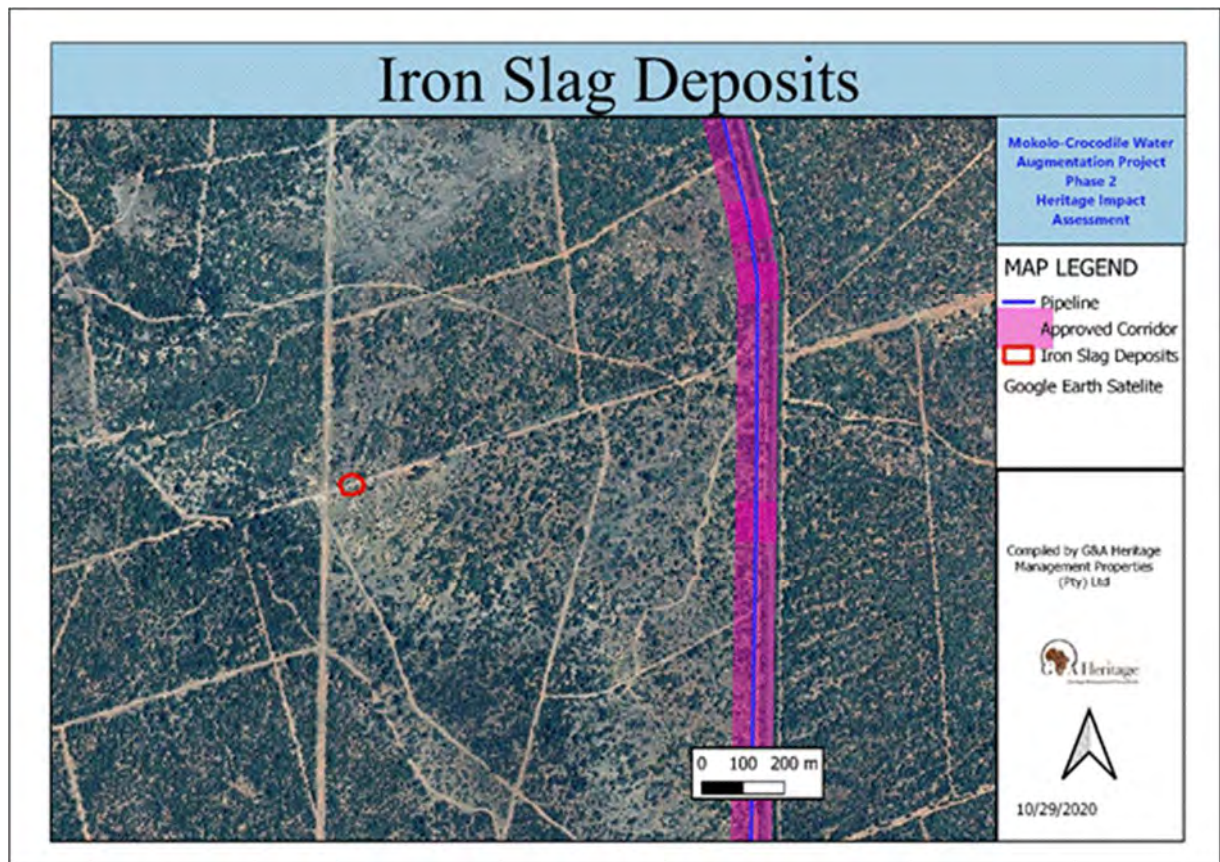 Iron Slag Deposits
Mokolo-Crocodile Water
Augmentation Project
Phase 2
Heritage Impact
Assessment
MAP LEGEND
Pipeline
Approved Corridor
Iron Slag Deposits
Google Earth Satelite
Compiled by G&A Heritage
Management Properties
(Pty) Ltd
G&A Heritage
0 100 200 m
10/29/2020